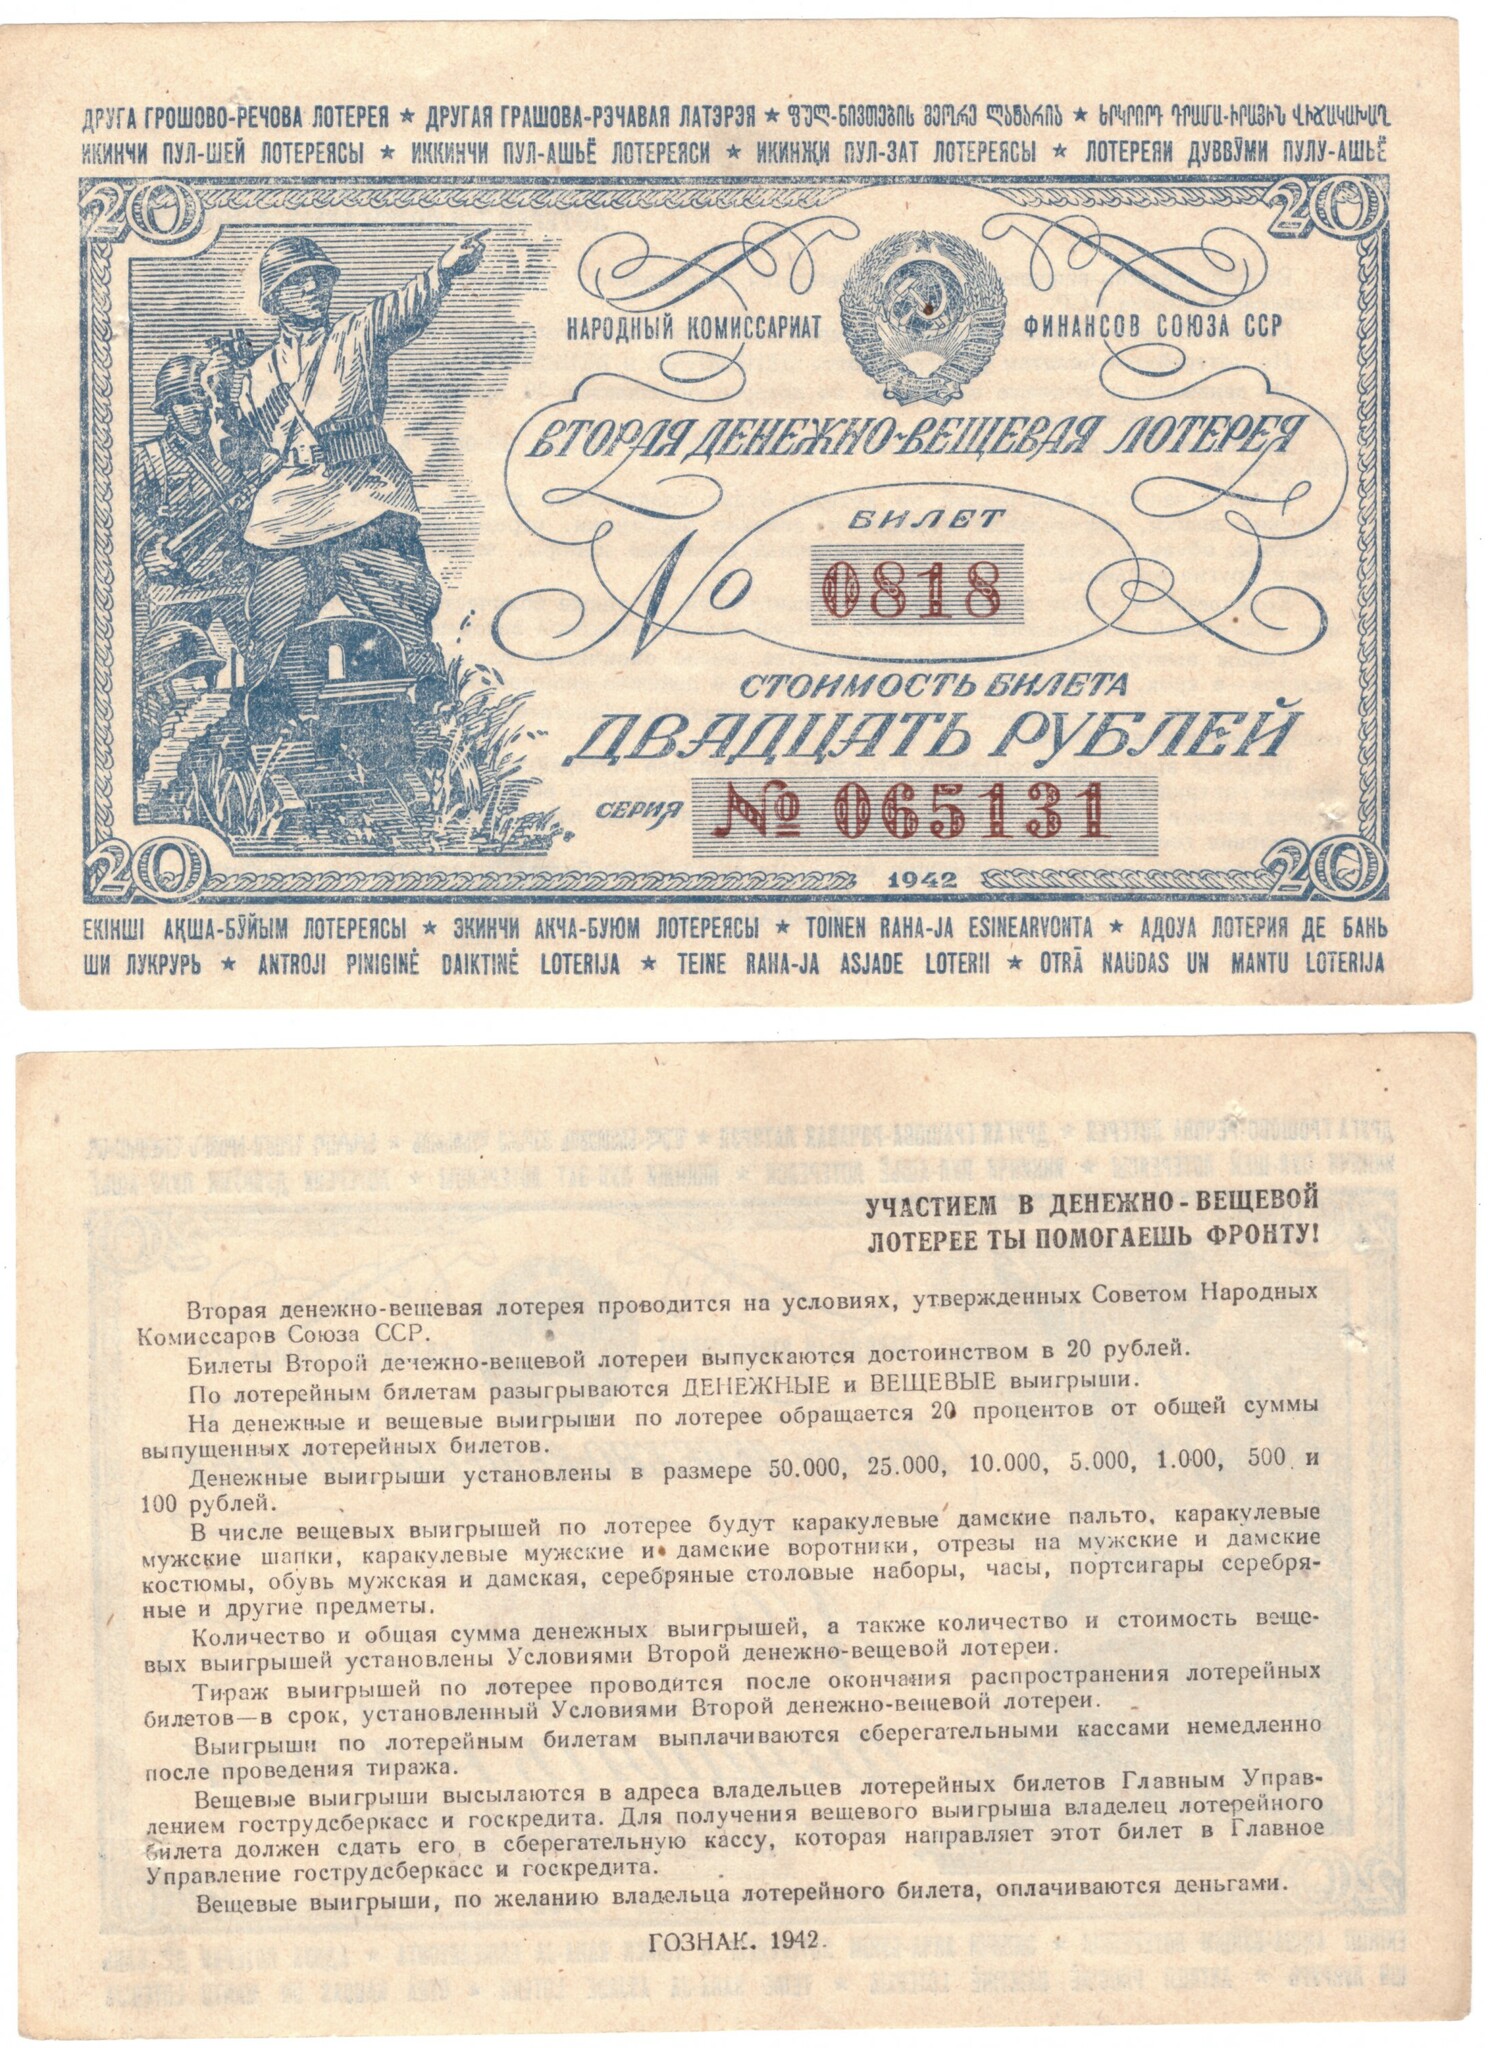 ДРУГА ГРОШОВО-РЕЧОВА ЛОТЕРЕЯ ★ ДРУГАЯ ГРАШОВА-РЭЧАВАЯ ЛАТЭРЭЯ ★ ՖՈՒԼ-ნივთების მეორე ლატარია ★ ԵՐԿՐՈՐԴ ԴՐԱՄԱ-ԻՐԱՅԻՆ ՎԻՃԱԿԱԽԱՂ
ИКИНЧИ ПУЛ-ШЕЙ ЛОТЕРЕЯСЫ ★ ИККИНЧИ ПУЛ-АШЬЁ ЛОТЕРЕЯСИ ★ ИКИНҖИ ПУЛ-ЗАТ ЛОТЕРЕЯСЫ ★ ЛОТЕРЕЯИ ДУВВӮМИ ПУЛУ-АШЬЁ
20 20
НАРОДНЫЙ КОМИССАРИАТ ФИНАНСОВ СОЮЗА ССР
ВТОРАЯ ДЕНЕЖНО-ВЕЩЕВАЯ ЛОТЕРЕЯ
БИЛЕТ
№ 0818
СТОИМОСТЬ БИЛЕТА
ДВАДЦАТЬ РУБЛЕЙ
СЕРИЯ № 065131
20 1942 20
ЕКІНШІ АҚША-БҰЙЫМ ЛОТЕРЕЯСЫ ★ ЭКИНЧИ АКЧА-БУЮМ ЛОТЕРЕЯСЫ ★ TOINEN RAHA-JA ESINEARVONTA ★ АДОУА ЛОТЕРИЯ ДЕ БАНЬ
ШИ ЛУКРУРЬ ★ ANTROJI PINIGINĖ DAIKTINĖ LOTERIJA ★ TEINE RAHA-JA ASJADE LOTERII ★ OTRĀ NAUDAS UN MANTU LOTERIJA
УЧАСТИЕМ В ДЕНЕЖНО-ВЕЩЕВОЙ
ЛОТЕРЕЕ ТЫ ПОМОГАЕШЬ ФРОНТУ!
Вторая денежно-вещевая лотерея проводится на условиях, утвержденных Советом Народных
Комиссаров Союза ССР.
Билеты Второй денежно-вещевой лотереи выпускаются достоинством в 20 рублей.
По лотерейным билетам разыгрываются ДЕНЕЖНЫЕ и ВЕЩЕВЫЕ выигрыши.
На денежные и вещевые выигрыши по лотерее обращается 20 процентов от общей суммы
выпущенных лотерейных билетов.
Денежные выигрыши установлены в размере 50.000, 25.000, 10.000, 5.000, 1.000, 500 и
100 рублей.
В числе вещевых выигрышей по лотерее будут каракулевые дамские пальто, каракулевые
мужские шапки, каракулевые мужские и дамские воротники, отрезы на мужские и дамские
костюмы, обувь мужская и дамская, серебряные столовые наборы, часы, портсигары серебря-
ные и другие предметы.
Количество и общая сумма денежных выигрышей, а также количество и стоимость веще-
вых выигрышей установлены Условиями Второй денежно-вещевой лотереи.
Тираж выигрышей по лотерее проводится после окончания распространения лотерейных
билетов—в срок, установленный Условиями Второй денежно-вещевой лотереи.
Выигрыши по лотерейным билетам выплачиваются сберегательными кассами немедленно
после проведения тиража.
Вещевые выигрыши высылаются в адреса владельцев лотерейных билетов Главным Управ-
лением гострудсберкасс и госкредита. Для получения вещевого выигрыша владелец лотерейного
билета должен сдать его в сберегательную кассу, которая направляет этот билет в Главное
Управление гострудсберкасс и госкредита.
Вещевые выигрыши, по желанию владельца лотерейного билета, оплачиваются деньгами.
ГОЗНАК. 1942.